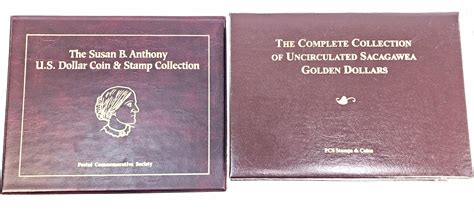 The Susan B. Anthony
U.S. Dollar Coin & Stamp Collection
Postal Commemorative Society
THE COMPLETE COLLECTION
OF UNCIRCULATED SACAGAWEA
GOLDEN DOLLARS
PCS Stamps & Coins